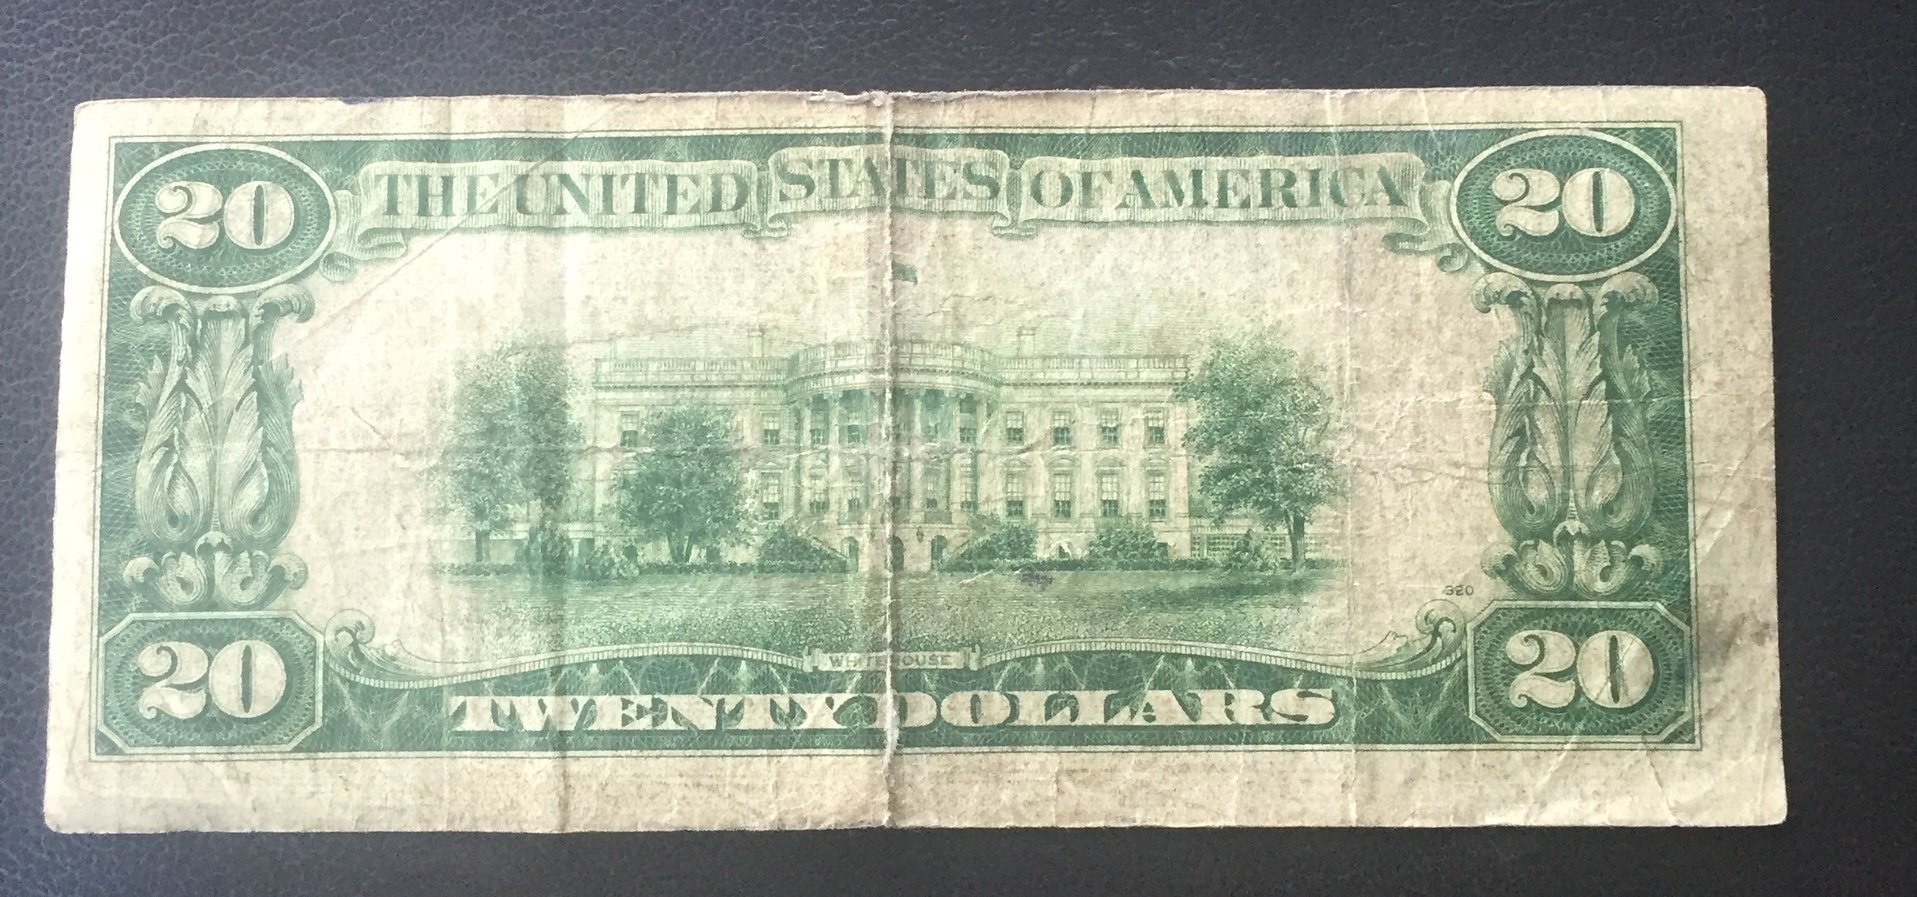 20 THE UNITED STATES OF AMERICA 20
320
WHITE HOUSE
20 TWENTY DOLLARS 20